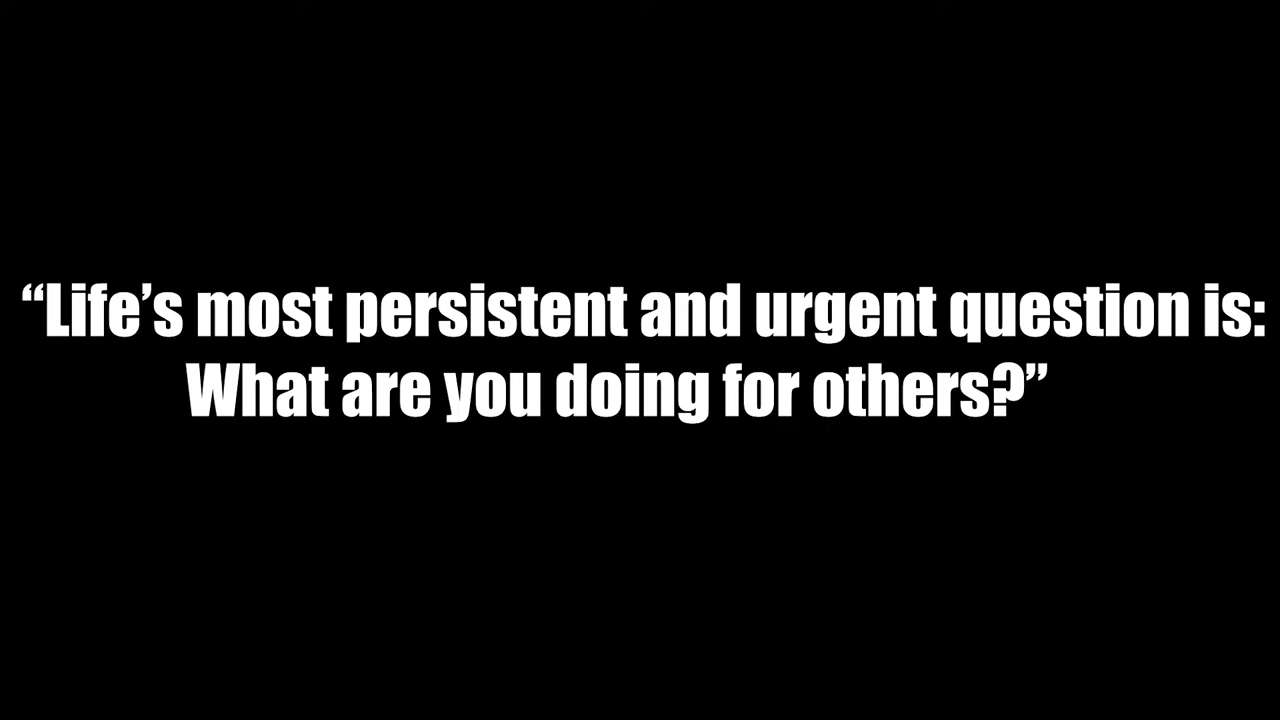 “Life’s most persistent and urgent question is:
What are you doing for others?”